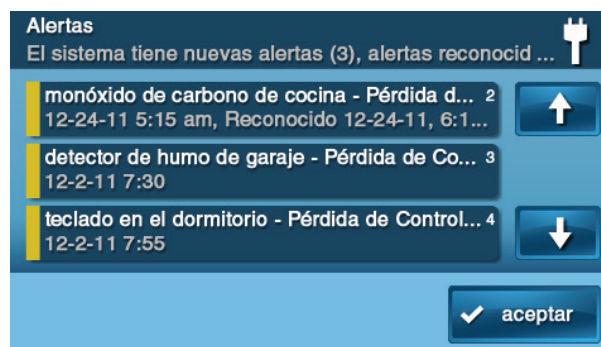 Alertas
El sistema tiene nuevas alertas (3), alertas reconocid ...
monóxido de carbono de cocina - Pérdida d... 2
12-24-11 5:15 am, Reconocido 12-24-11, 6:1...
detector de humo de garaje - Pérdida de Co... 3
12-2-11 7:30
teclado en el dormitorio - Pérdida de Control... 4
12-2-11 7:55
aceptar